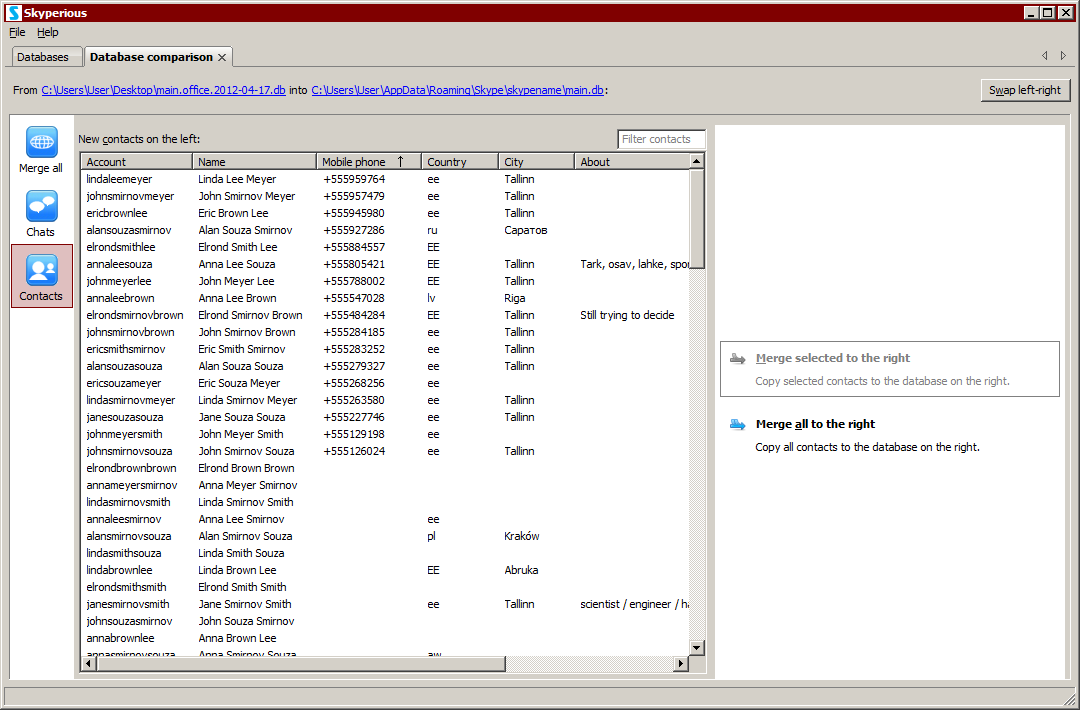 Skyperious
File Help
Databases Database comparison
From C:\Users\User\Desktop\main.office.2012-04-17.db into C:\Users\User\AppData\Roaming\Skype\skypename\main.db:
Swap left-right
Merge all
Chats
Contacts
New contacts on the left:
Filter contacts
Account Name Mobile phone ↑ Country City About
lindaleemeyer Linda Lee Meyer +555959764 ee Tallinn
johnsmirnovmeyer John Smirnov Meyer +555957479 ee Tallinn
ericbrownlee Eric Brown Lee +555945980 ee Tallinn
alansouzasmirnov Alan Souza Smirnov +555927286 ru Саратов
elrondsmithlee Elrond Smith Lee +555884557 EE
annaleesouza Anna Lee Souza +555805421 EE Tallinn Tark, osav, lahke, spor
johnmeyerlee John Meyer Lee +555788002 EE Tallinn
annaleebrown Anna Lee Brown +555547028 lv Riga
elrondsmirnovbrown Elrond Smirnov Brown +555484284 EE Tallinn Still trying to decide
johnsmirnovbrown John Smirnov Brown +555284185 ee Tallinn
ericsmithsmirnov Eric Smith Smirnov +555283252 ee Tallinn
alansouzasouza Alan Souza Souza +555279327 ee Tallinn
ericsouzameyer Eric Souza Meyer +555268256 ee
lindasmirnovmeyer Linda Smirnov Meyer +555263580 ee Tallinn
janesouzasouza Jane Souza Souza +555227746 ee Tallinn
johnmeyersmith John Meyer Smith +555129198 ee
johnsmirnovsouza John Smirnov Souza +555126024 ee Tallinn
elrondbrownbrown Elrond Brown Brown
annameyersmirnov Anna Meyer Smirnov
lindasmirnovsmith Linda Smirnov Smith
annaleesmirnov Anna Lee Smirnov ee
alansmirnovsouza Alan Smirnov Souza pl Kraków
lindasmithsouza Linda Smith Souza
lindabrownlee Linda Brown Lee EE Abruka
elrondsmithsmith Elrond Smith Smith
janesmirnovsmith Jane Smirnov Smith ee Tallinn scientist / engineer / ha
johnsouzasmirnov John Souza Smirnov
annabrownlee Anna Brown Lee
annasmirnovsouza Anna Smirnov Souza aw
Merge selected to the right
Copy selected contacts to the database on the right.
Merge all to the right
Copy all contacts to the database on the right.